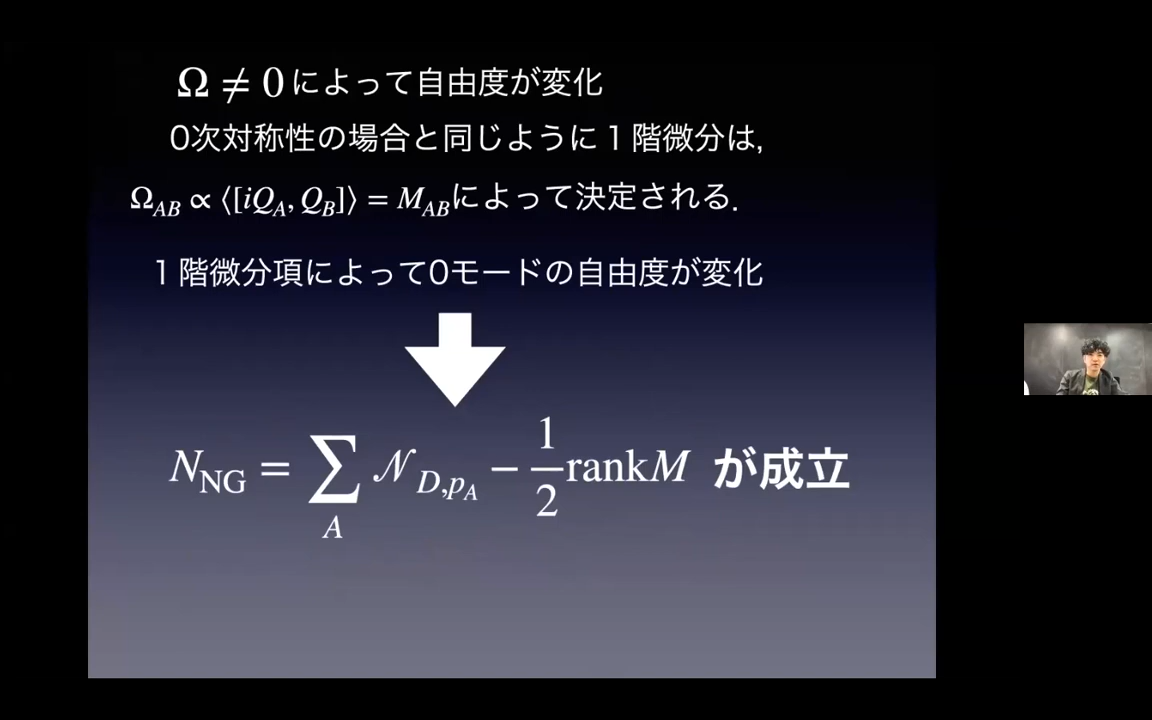 Ω ≠ 0によって自由度が変化
0次対称性の場合と同じように１階微分は,
Ω_{AB} ∝ ⟨[iQ_A, Q_B]⟩ = M_{AB}によって決定される.
１階微分項によって0モードの自由度が変化
N_{NG} = ∑_A 𝒩_{D,p_A} − \frac{1}{2} rankM が成立